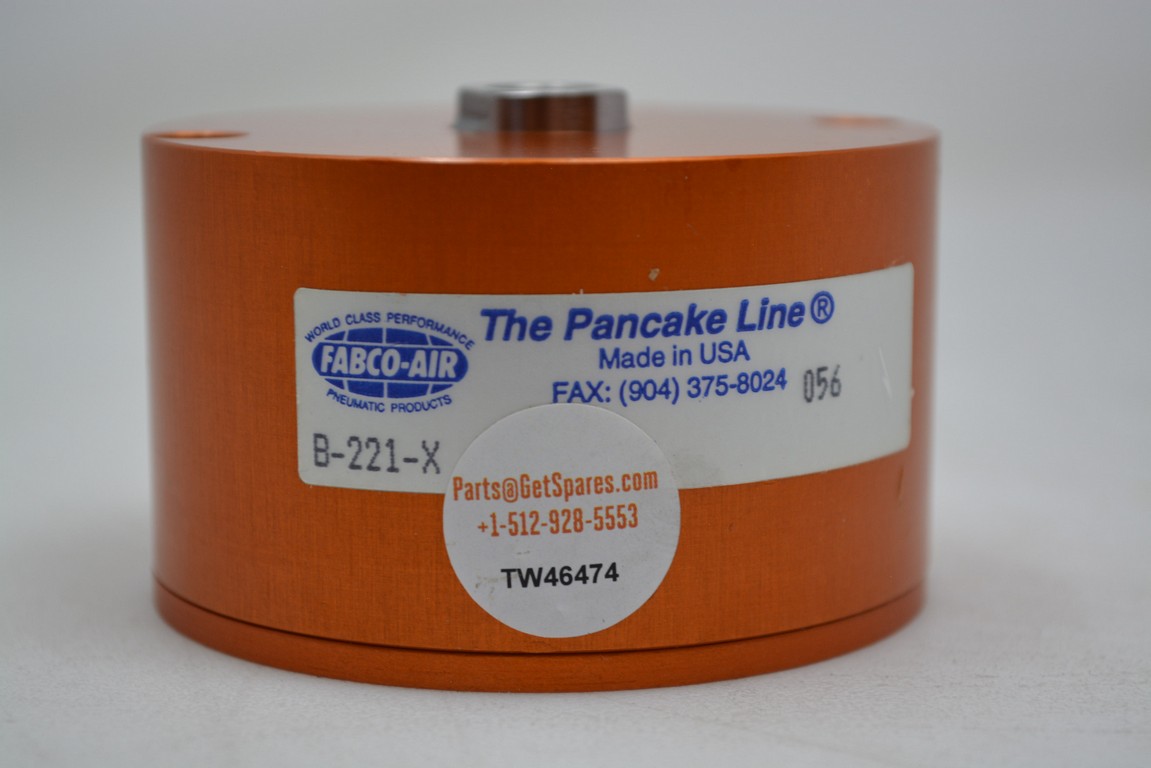 WORLD CLASS PERFORMANCE
FABCO-AIR
PNEUMATIC PRODUCTS
The Pancake Line®
Made in USA
FAX: (904) 375-8024
056
B-221-X
Parts@GetSpares.com
+1-512-928-5553
TW46474